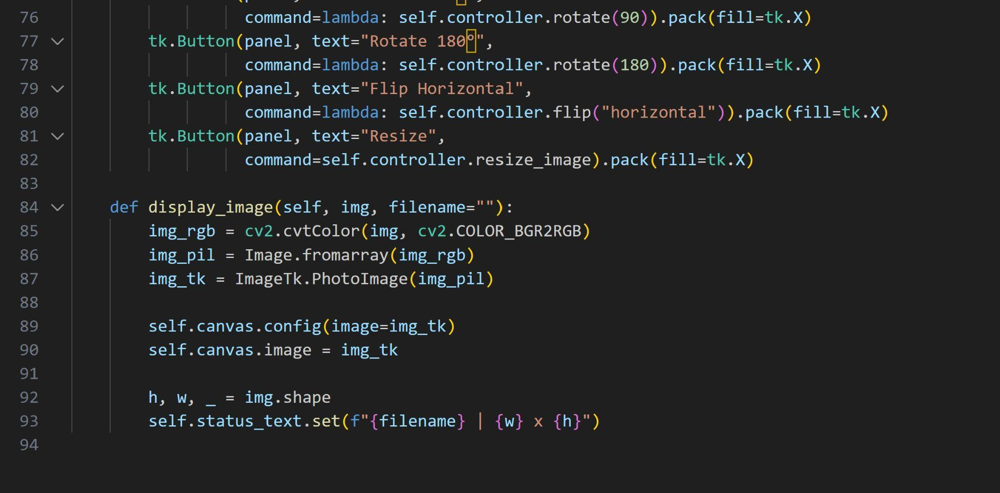 76 command=lambda: self.controller.rotate(90)).pack(fill=tk.X)
77 tk.Button(panel, text="Rotate 180°",
78 command=lambda: self.controller.rotate(180)).pack(fill=tk.X)
79 tk.Button(panel, text="Flip Horizontal",
80 command=lambda: self.controller.flip("horizontal")).pack(fill=tk.X)
81 tk.Button(panel, text="Resize",
82 command=self.controller.resize_image).pack(fill=tk.X)
83
84 def display_image(self, img, filename=""):
85 img_rgb = cv2.cvtColor(img, cv2.COLOR_BGR2RGB)
86 img_pil = Image.fromarray(img_rgb)
87 img_tk = ImageTk.PhotoImage(img_pil)
88
89 self.canvas.config(image=img_tk)
90 self.canvas.image = img_tk
91
92 h, w, _ = img.shape
93 self.status_text.set(f"{filename} | {w} x {h}")
94